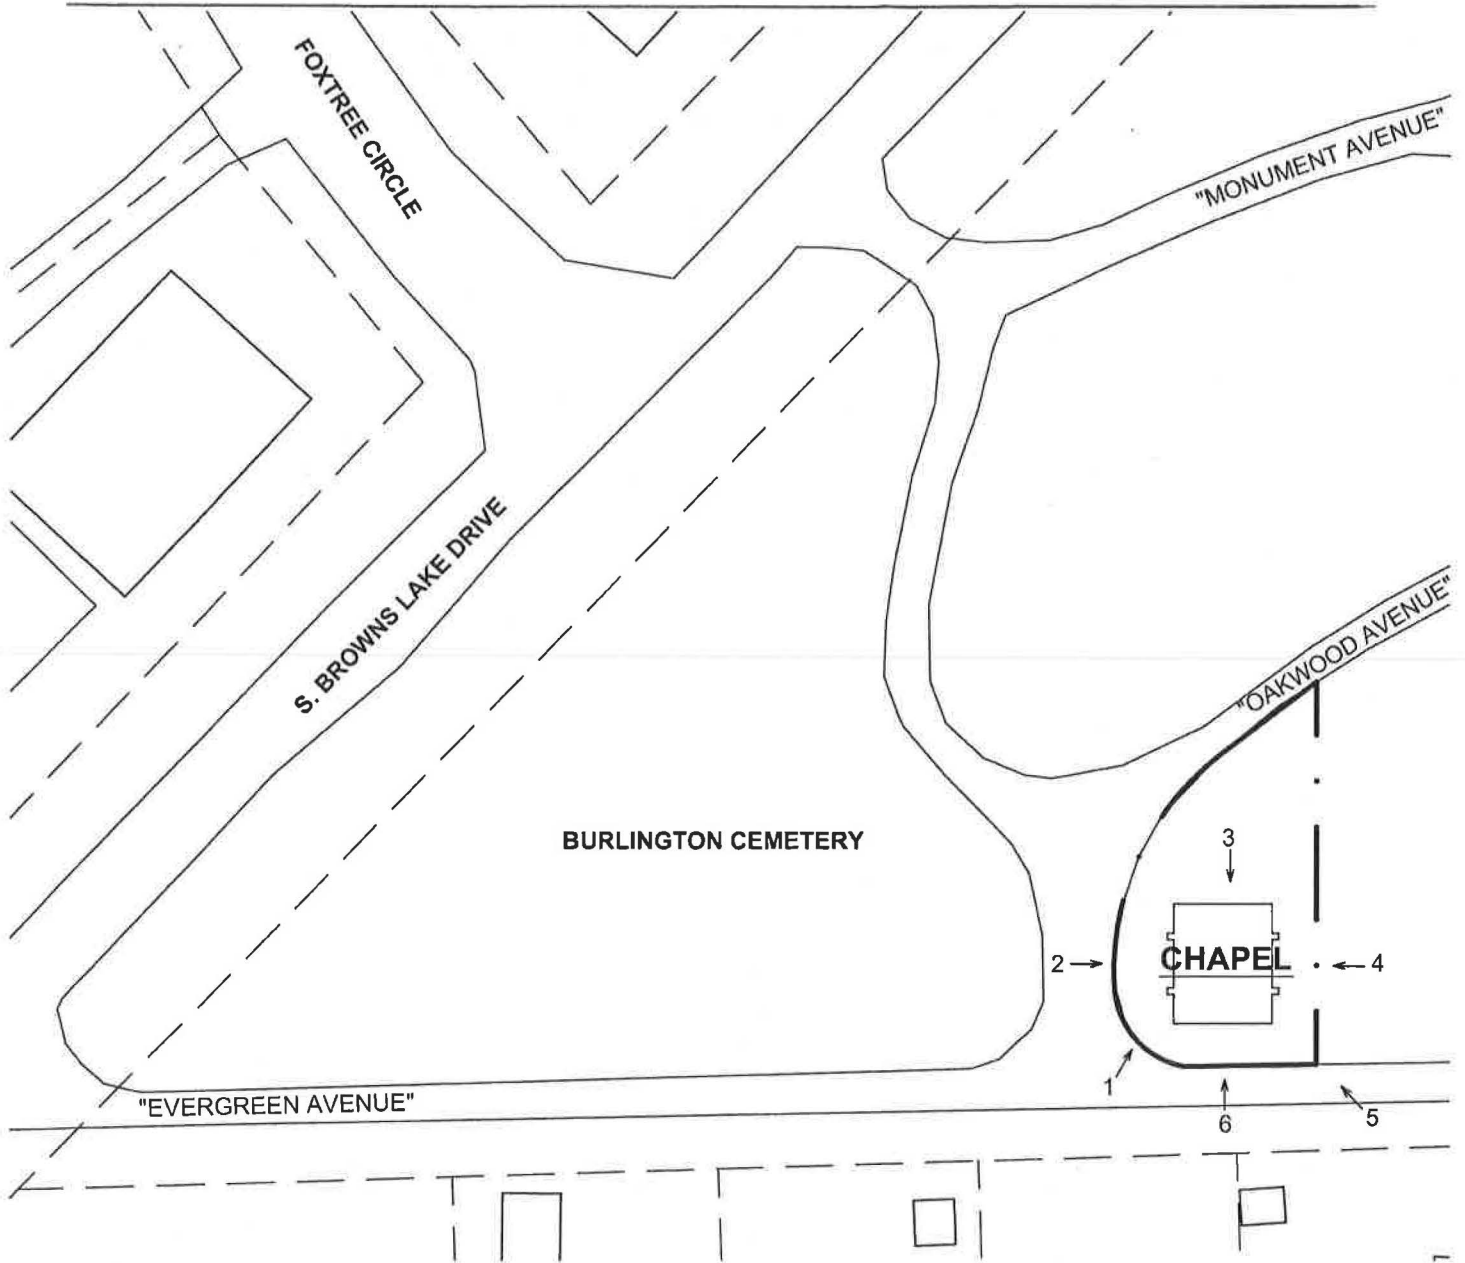 FOXTREE CIRCLE
"MONUMENT AVENUE"
S. BROWNS LAKE DRIVE
"OAKWOOD AVENUE"
BURLINGTON CEMETERY
3
2
CHAPEL
4
1
6
5
"EVERGREEN AVENUE"